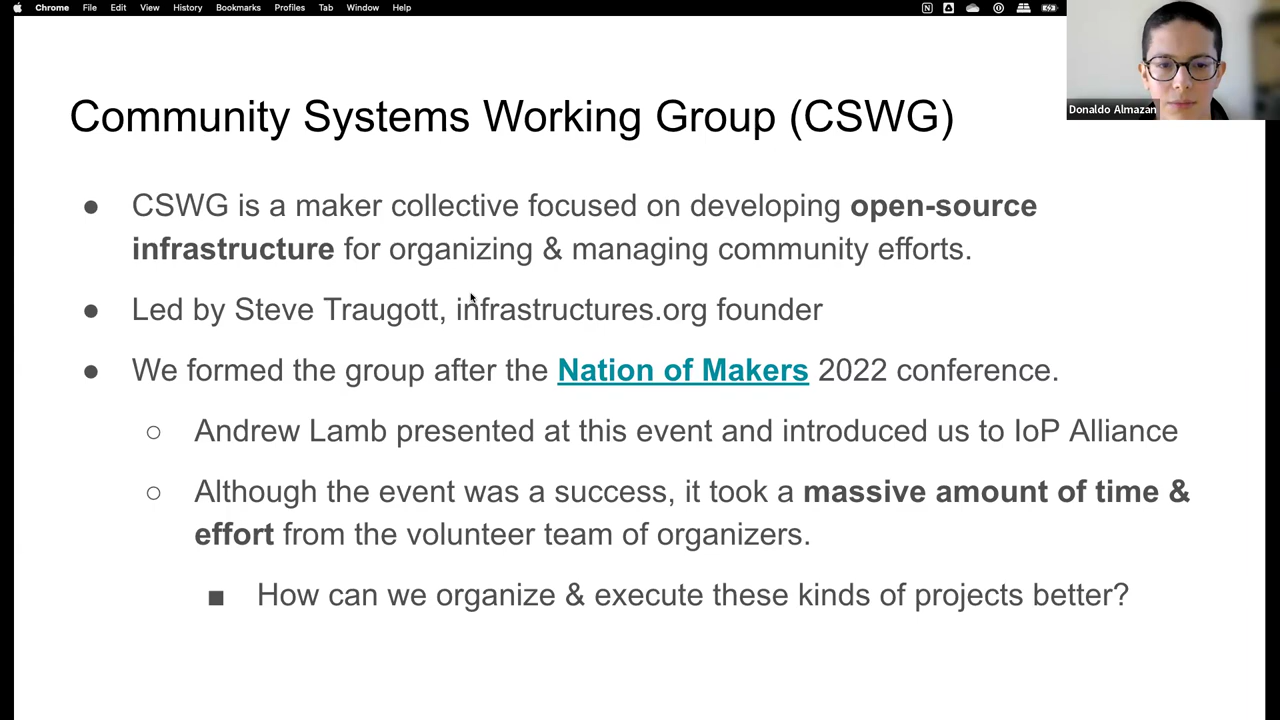 Chrome File Edit View History Bookmarks Profiles Tab Window Help
Donaldo Almazan
Community Systems Working Group (CSWG)
● CSWG is a maker collective focused on developing open-source
infrastructure for organizing & managing community efforts.
● Led by Steve Traugott, infrastructures.org founder
● We formed the group after the Nation of Makers 2022 conference.
○ Andrew Lamb presented at this event and introduced us to IoP Alliance
○ Although the event was a success, it took a massive amount of time &
effort from the volunteer team of organizers.
■ How can we organize & execute these kinds of projects better?